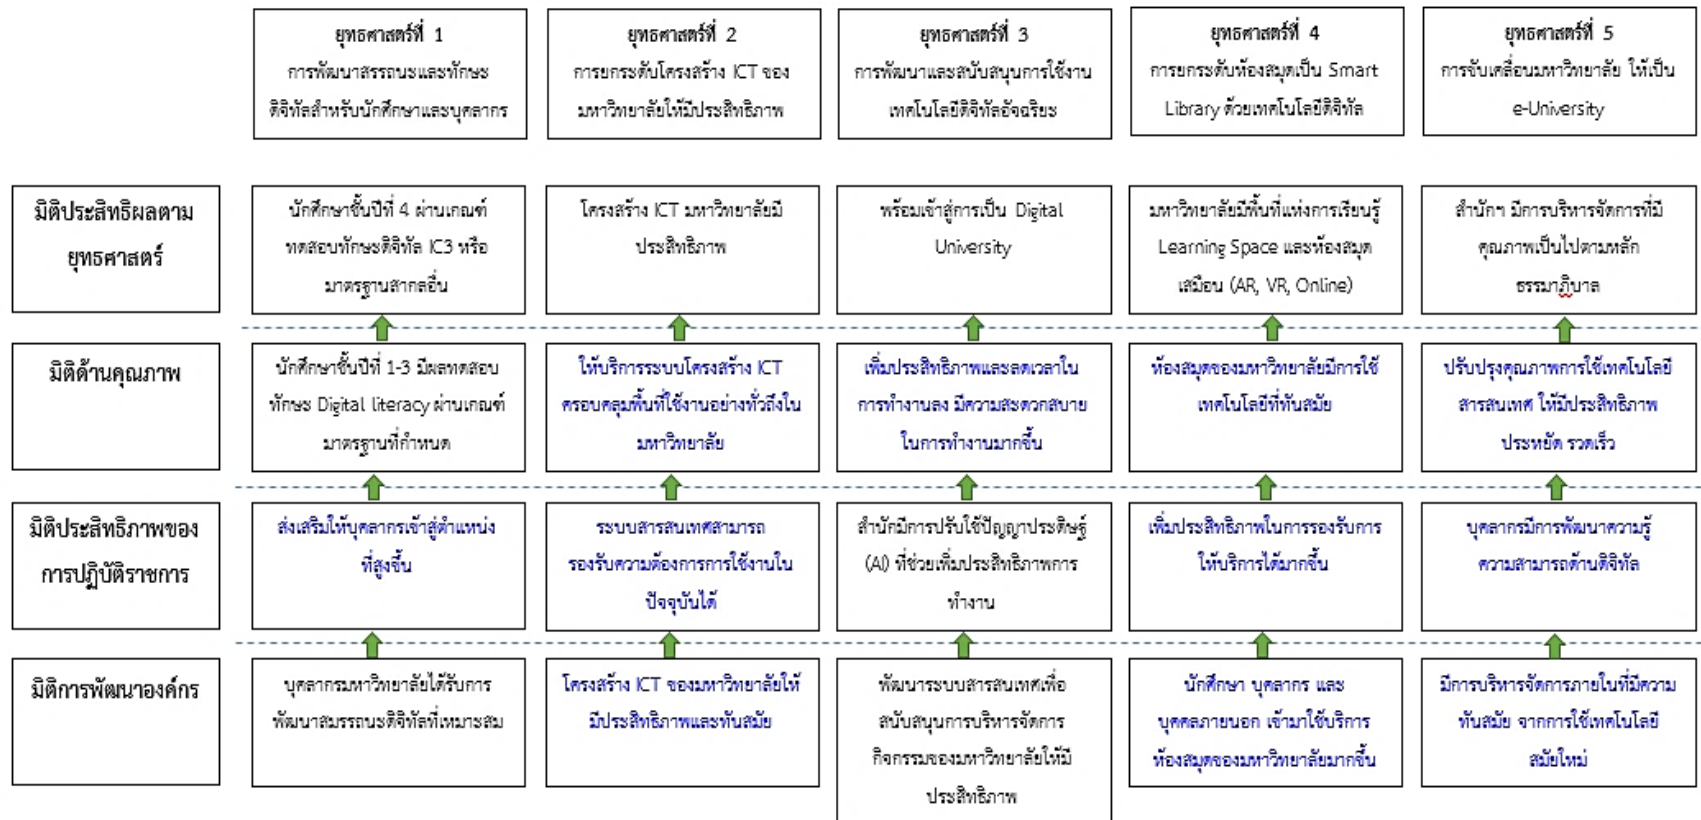 ยุทธศาสตร์ที่ 1
การพัฒนาสรรถนะและทักษะ
ดิจิทัลสำหรับนักศึกษาและบุคลากร
ยุทธศาสตร์ที่ 2
การยกระดับโครงสร้าง ICT ของ
มหาวิทยาลัยให้มีประสิทธิภาพ
ยุทธศาสตร์ที่ 3
การพัฒนาและสนับสนุนการใช้งาน
เทคโนโลยีดิจิทัลอัจฉริยะ
ยุทธศาสตร์ที่ 4
การยกระดับห้องสมุดเป็น Smart
Library ด้วยเทคโนโลยีดิจิทัล
ยุทธศาสตร์ที่ 5
การขับเคลื่อนมหาวิทยาลัย ให้เป็น
e-University
มิติประสิทธิผลตาม
ยุทธศาสตร์
นักศึกษาชั้นปีที่ 4 ผ่านเกณฑ์
ทดสอบทักษะดิจิทัล IC3 หรือ
มาตรฐานสากลอื่น
โครงสร้าง ICT มหาวิทยาลัยมี
ประสิทธิภาพ
พร้อมเข้าสู่การเป็น Digital
University
มหาวิทยาลัยมีพื้นที่แห่งการเรียนรู้
Learning Space และห้องสมุด
เสมือน (AR, VR, Online)
สำนักฯ มีการบริหารจัดการที่มี
คุณภาพเป็นไปตามหลัก
ธรรมาภิบาล
มิติด้านคุณภาพ
นักศึกษาชั้นปีที่ 1-3 มีผลทดสอบ
ทักษะ Digital literacy ผ่านเกณฑ์
มาตรฐานที่กำหนด
ให้บริการระบบโครงสร้าง ICT
ครอบคลุมพื้นที่ใช้งานอย่างทั่วถึงใน
มหาวิทยาลัย
เพิ่มประสิทธิภาพและลดเวลาใน
การทำงานลง มีความสะดวกสบาย
ในการทำงานมากขึ้น
ห้องสมุดของมหาวิทยาลัยมีการใช้
เทคโนโลยีที่ทันสมัย
ปรับปรุงคุณภาพการใช้เทคโนโลยี
สารสนเทศ ให้มีประสิทธิภาพ
ประหยัด รวดเร็ว
มิติประสิทธิภาพของ
การปฏิบัติราชการ
ส่งเสริมให้บุคลากรเข้าสู่ตำแหน่ง
ที่สูงขึ้น
ระบบสารสนเทศสามารถ
รองรับความต้องการการใช้งานใน
ปัจจุบันได้
สำนักมีการปรับใช้ปัญญาประดิษฐ์
(AI) ที่ช่วยเพิ่มประสิทธิภาพการ
ทำงาน
เพิ่มประสิทธิภาพในการรองรับการ
ให้บริการได้มากขึ้น
บุคลากรมีการพัฒนาความรู้
ความสามารถด้านดิจิทัล
มิติการพัฒนาองค์กร
บุคลากรมหาวิทยาลัยได้รับการ
พัฒนาสมรรถนะดิจิทัลที่เหมาะสม
โครงสร้าง ICT ของมหาวิทยาลัยให้
มีประสิทธิภาพและทันสมัย
พัฒนาระบบสารสนเทศเพื่อ
สนับสนุนการบริหารจัดการ
กิจกรรมของมหาวิทยาลัยให้มี
ประสิทธิภาพ
นักศึกษา บุคลากร และ
บุคคลภายนอก เข้ามาใช้บริการ
ห้องสมุดของมหาวิทยาลัยมากขึ้น
มีการบริหารจัดการภายในที่มีความ
ทันสมัย จากการใช้เทคโนโลยี
สมัยใหม่